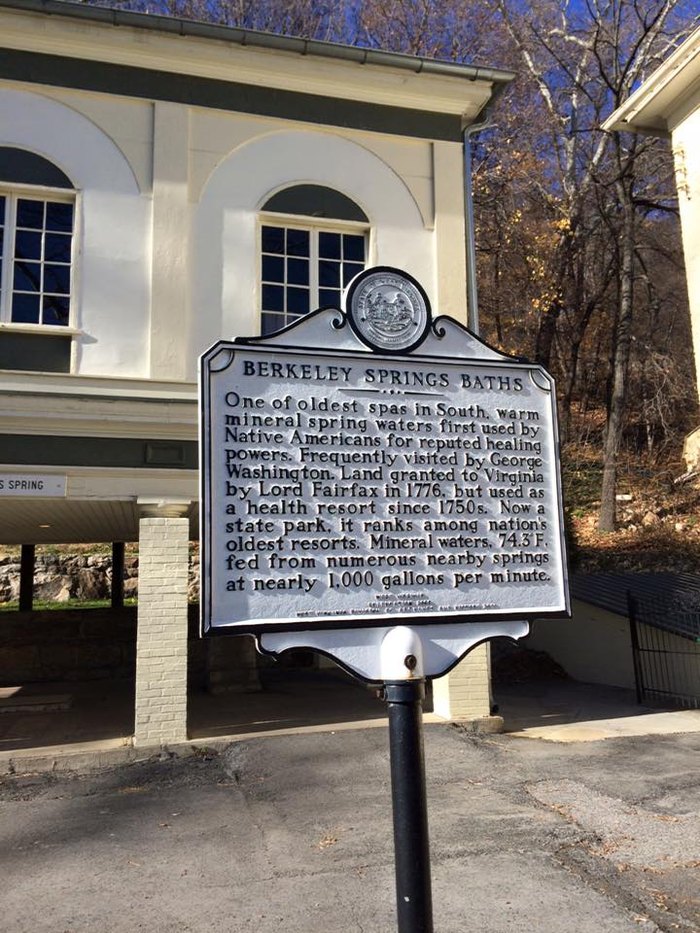 BERKELEY SPRINGS BATHS
One of oldest spas in South, warm
mineral spring waters first used by
Native Americans for reputed healing
powers. Frequently visited by George
Washington. Land granted to Virginia
by Lord Fairfax in 1776, but used as
a health resort since 1750s. Now a
state park, it ranks among nation's
oldest resorts. Mineral waters, 74.3°F,
fed from numerous nearby springs
at nearly 1,000 gallons per minute.
S SPRING